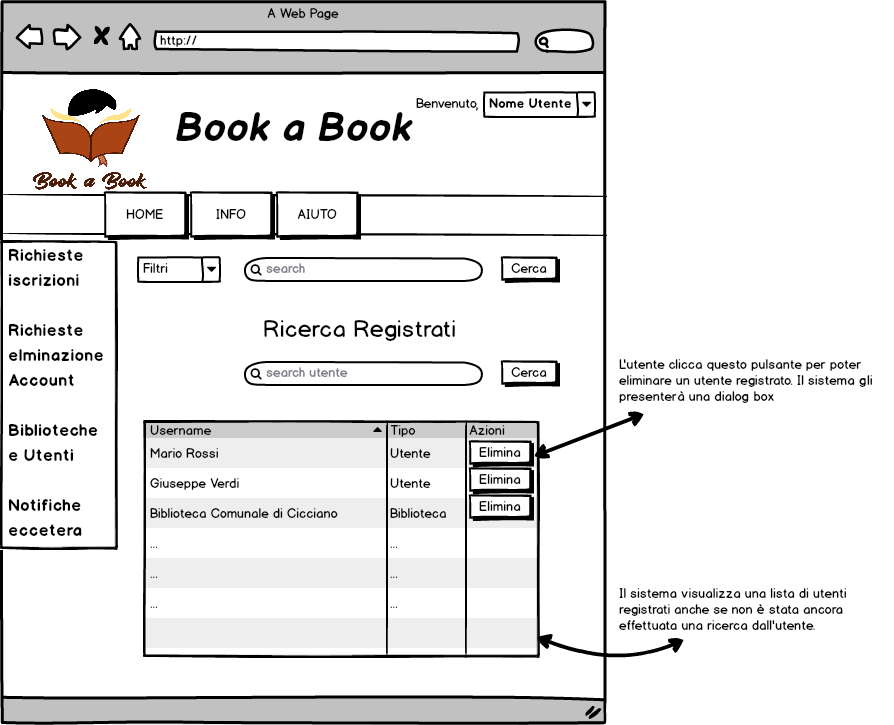 A Web Page
http://
Benvenuto, Nome Utente
Book a Book
Book a Book
HOME INFO AIUTO
Richieste
iscrizioni
Richieste
elminazione
Account
Biblioteche
e Utenti
Notifiche
eccetera
Filtri search Cerca
Ricerca Registrati
search utente Cerca
Username Tipo Azioni
Mario Rossi Utente Elimina
Giuseppe Verdi Utente Elimina
Biblioteca Comunale di Cicciano Biblioteca Elimina
... ...
... ...
... ...
L'utente clicca questo pulsante per poter
eliminare un utente registrato. Il sistema gli
presenterà una dialog box
Il sistema visualizza una lista di utenti
registrati anche se non è stata ancora
effettuata una ricerca dall'utente.